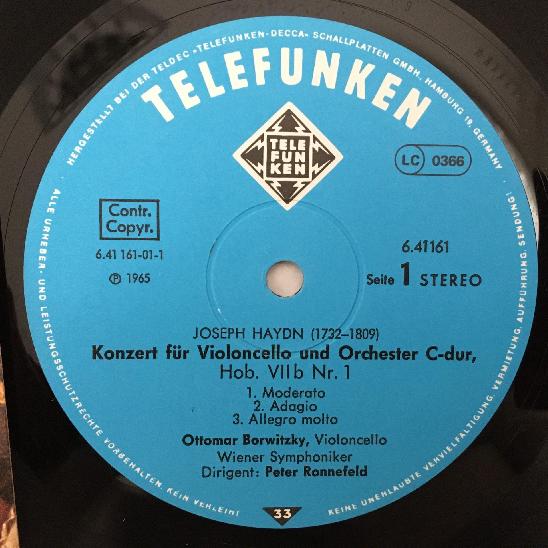 HERGESTELLT BEI DER TELDEC »TELEFUNKEN-DECCA« SCHALLPLATTEN GMBH, HAMBURG 19, GERMANY
TELEFUNKEN
TELE
FUN
KEN
LC 0366
Contr.
Copyr.
6.41 161-01-1
Ⓟ 1965
6.41161
Seite 1 STEREO
JOSEPH HAYDN (1732–1809)
Konzert für Violoncello und Orchester C-dur,
Hob. VIIb Nr. 1
1. Moderato
2. Adagio
3. Allegro molto
Ottomar Borwitzky, Violoncello
Wiener Symphoniker
Dirigent: Peter Ronnefeld
33
ALLE URHEBER- UND LEISTUNGSSCHUTZRECHTE VORBEHALTEN. KEIN VERLEIH! KEINE UNERLAUBTE VERVIELFÄLTIGUNG, VERMIETUNG, AUFFÜHRUNG, SENDUNG!